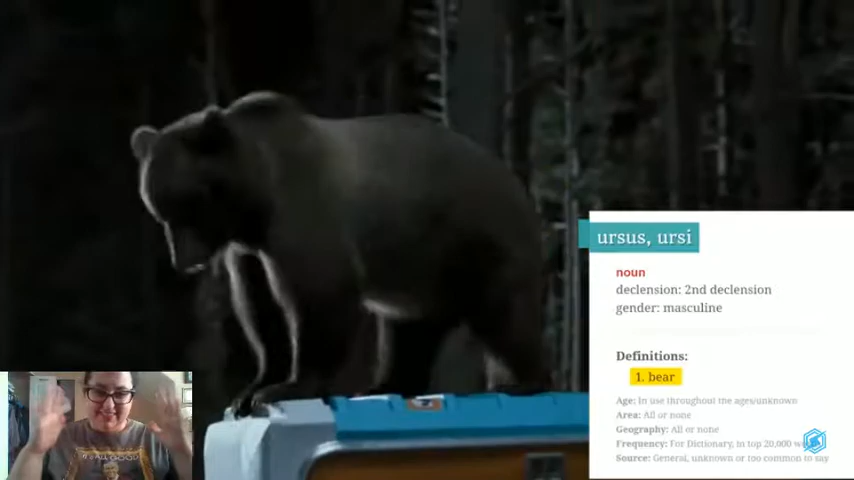 ursus, ursi
noun
declension: 2nd declension
gender: masculine
Definitions:
1. bear
Age: In use throughout the ages/unknown
Area: All or none
Geography: All or none
Frequency: For Dictionary, in top 20,000
Source: General, unknown or too common to say
ALL GOOD